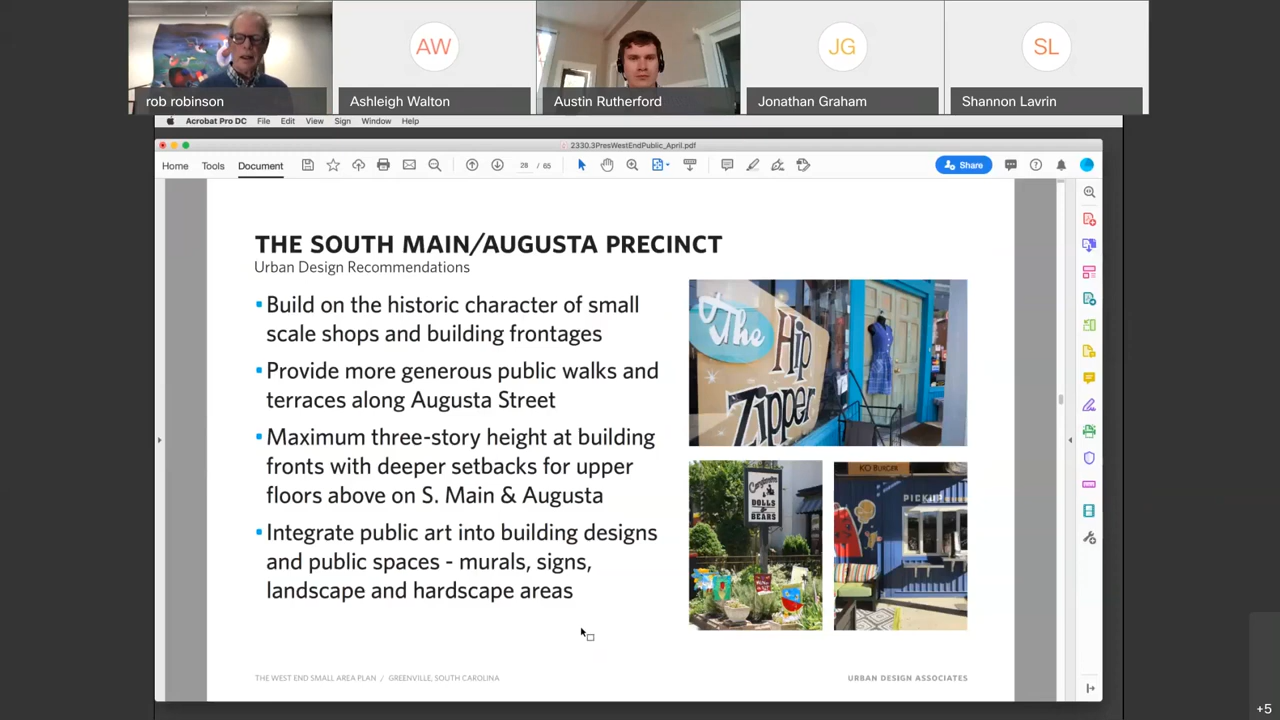 AW
JG
SL
rob robinson
Ashleigh Walton
Austin Rutherford
Jonathan Graham
Shannon Lavrin
Acrobat Pro DC File Edit View Sign Window Help
2330.3PresWestEndPublic_April.pdf
Home Tools Document
28 / 65
Share
THE SOUTH MAIN/AUGUSTA PRECINCT
Urban Design Recommendations
▪Build on the historic character of small
scale shops and building frontages
▪Provide more generous public walks and
terraces along Augusta Street
▪Maximum three-story height at building
fronts with deeper setbacks for upper
floors above on S. Main & Augusta
▪Integrate public art into building designs
and public spaces - murals, signs,
landscape and hardscape areas
The
Hip
Zipper
DOLLS
&
BEARS
KO BURGER
PICKUP
THE WEST END SMALL AREA PLAN / GREENVILLE, SOUTH CAROLINA
URBAN DESIGN ASSOCIATES
+5